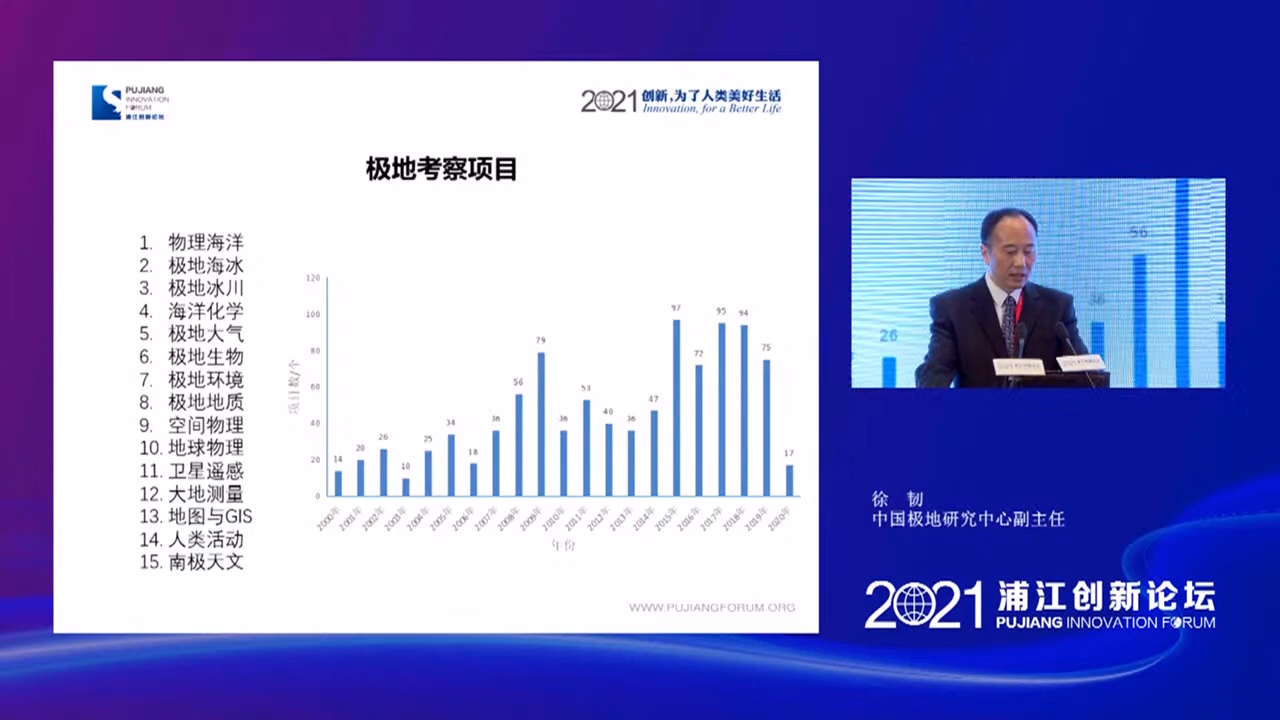 PUJIANG
INNOVATION
FORUM
浦江创新论坛
2021 创新,为了人类美好生活
Innovation, for a Better Life
极地考察项目
1. 物理海洋
2. 极地海冰
3. 极地冰川
4. 海洋化学
5. 极地大气
6. 极地生物
7. 极地环境
8. 极地地质
9. 空间物理
10. 地球物理
11. 卫星遥感
12. 大地测量
13. 地图与GIS
14. 人类活动
15. 南极天文
项目数/个
120
100
80
60
40
20
0
14
20
26
10
25
34
18
36
56
79
36
53
40
36
47
97
72
95
94
75
17
2000年
2001年
2002年
2003年
2004年
2005年
2006年
2007年
2008年
2009年
2010年
2011年
2012年
2013年
2014年
2015年
2016年
2017年
2018年
2019年
2020年
年份
WWW.PUJIANGFORUM.ORG
26
36
56
徐 韧
中国极地研究中心副主任
2021 浦江创新论坛
PUJIANG INNOVATION FORUM